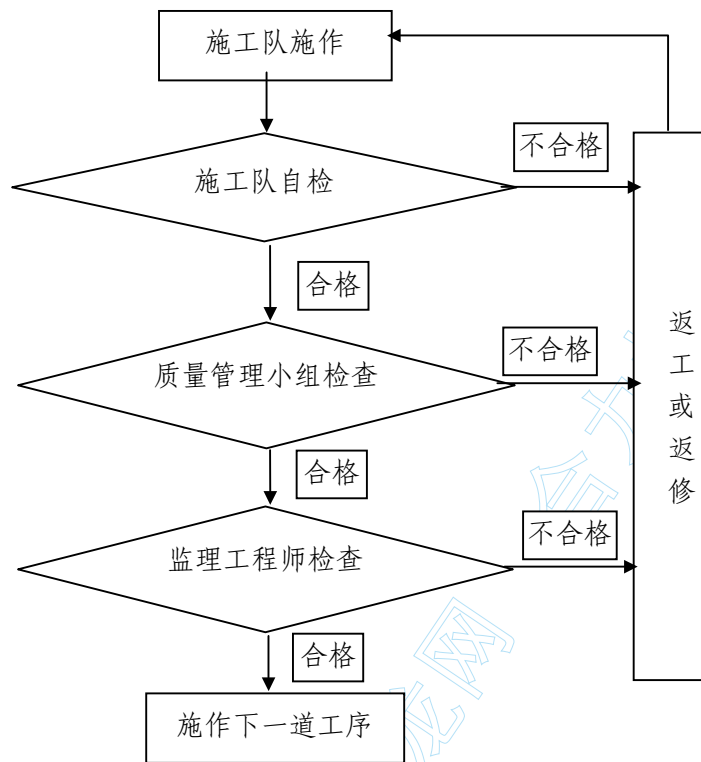 施工队施作
不合格
施工队自检
合格
不合格
质量管理小组检查
返工或返修
合格
不合格
监理工程师检查
合格
施作下一道工序